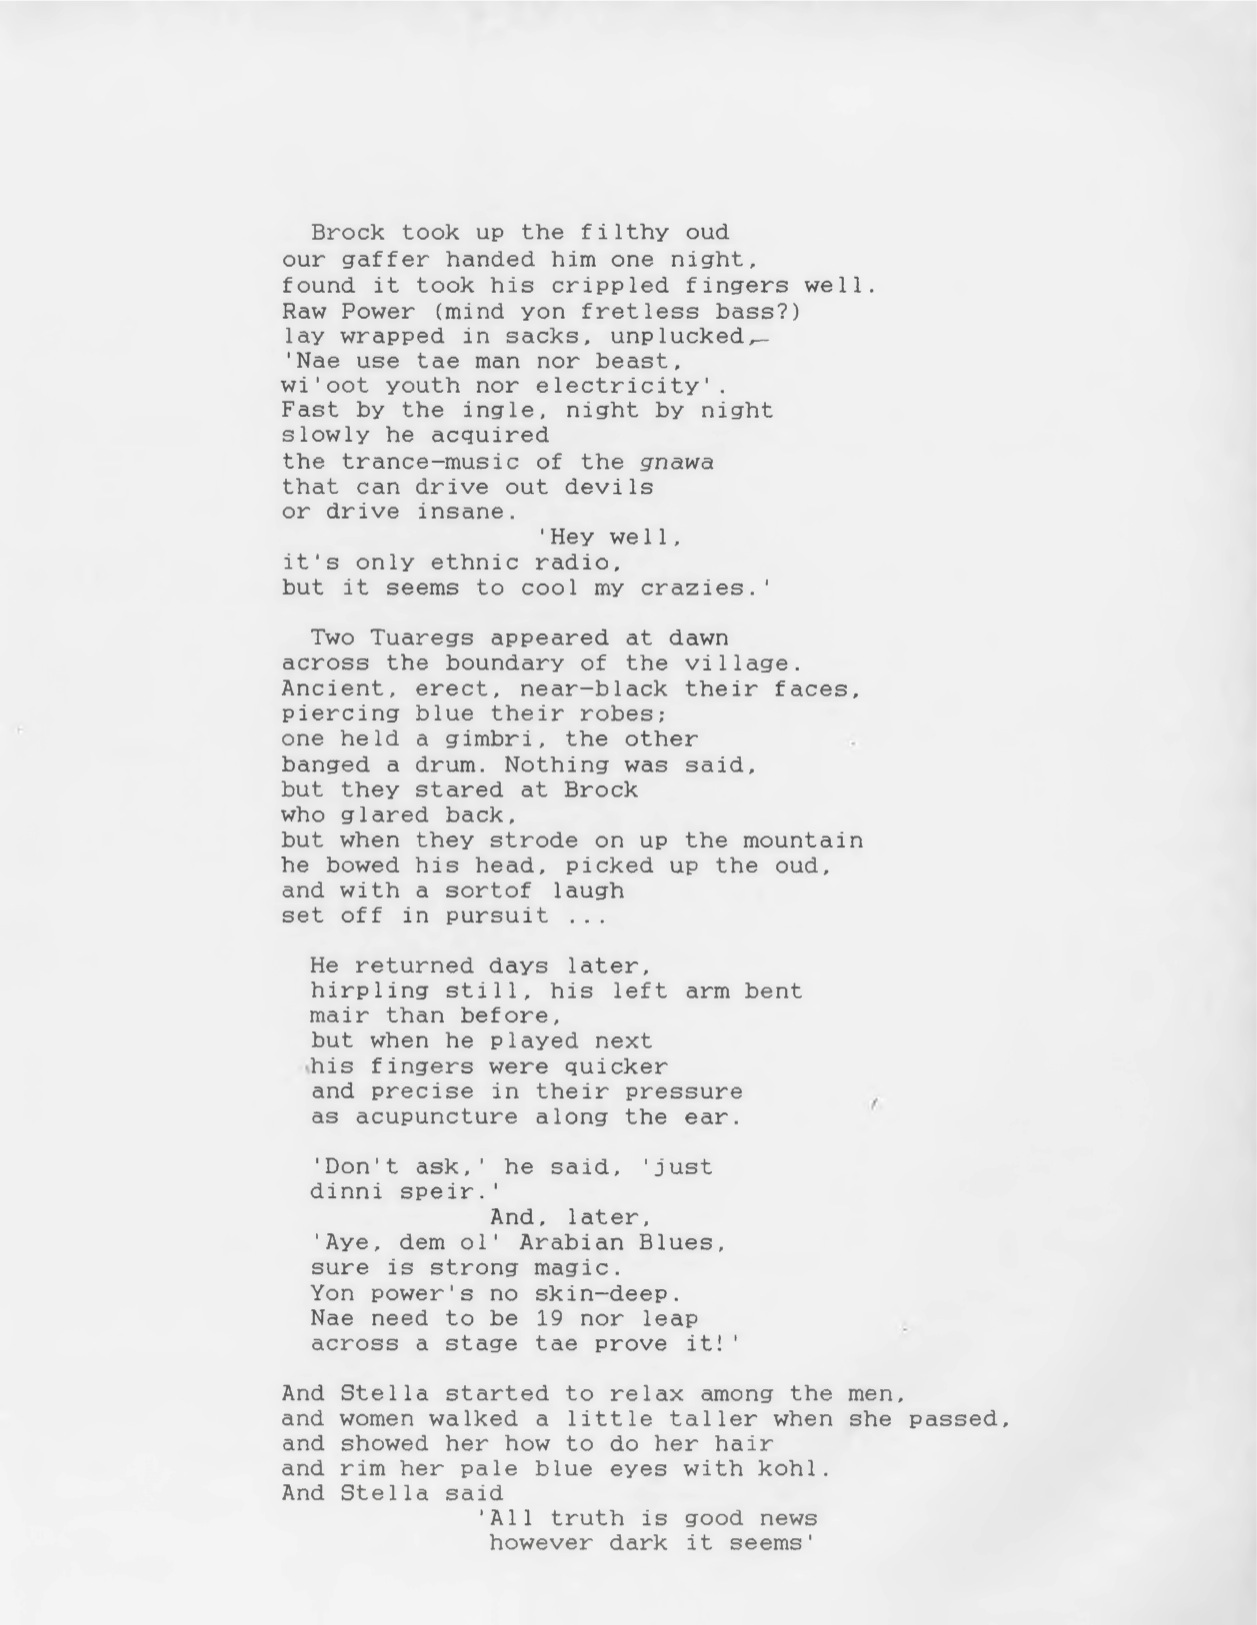 Brock took up the filthy oud
our gaffer handed him one night,
found it took his crippled fingers well.
Raw Power (mind yon fretless bass?)
lay wrapped in sacks, unplucked,—
'Nae use tae man nor beast,
wi'oot youth nor electricity'.
Fast by the ingle, night by night
slowly he acquired
the trance—music of the gnawa
that can drive out devils
or drive insane.
'Hey well,
it's only ethnic radio,
but it seems to cool my crazies.'
Two Tuaregs appeared at dawn
across the boundary of the village.
Ancient, erect, near—black their faces,
piercing blue their robes;
one held a gimbri, the other
banged a drum. Nothing was said,
but they stared at Brock
who glared back,
but when they strode on up the mountain
he bowed his head, picked up the oud,
and with a sortof laugh
set off in pursuit ...
He returned days later,
hirpling still, his left arm bent
mair than before,
but when he played next
his fingers were quicker
and precise in their pressure
as acupuncture along the ear.
'Don't ask,' he said, 'just
dinni speir.'
And, later,
'Aye, dem ol' Arabian Blues,
sure is strong magic.
Yon power's no skin—deep.
Nae need to be 19 nor leap
across a stage tae prove it!'
And Stella started to relax among the men,
and women walked a little taller when she passed,
and showed her how to do her hair
and rim her pale blue eyes with kohl.
And Stella said
'All truth is good news
however dark it seems'